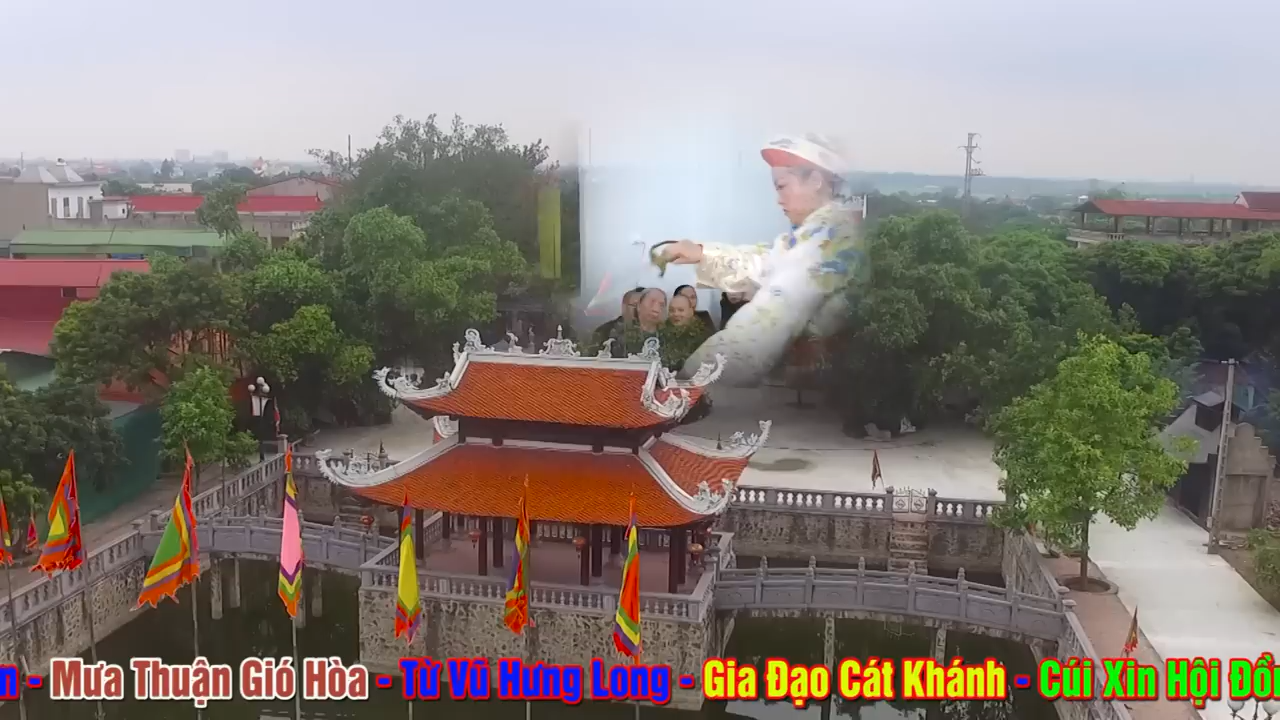 - Mưa Thuận Gió Hòa - Từ Vũ Hưng Long - Gia Đạo Cát Khánh - Cúi Xin Hội